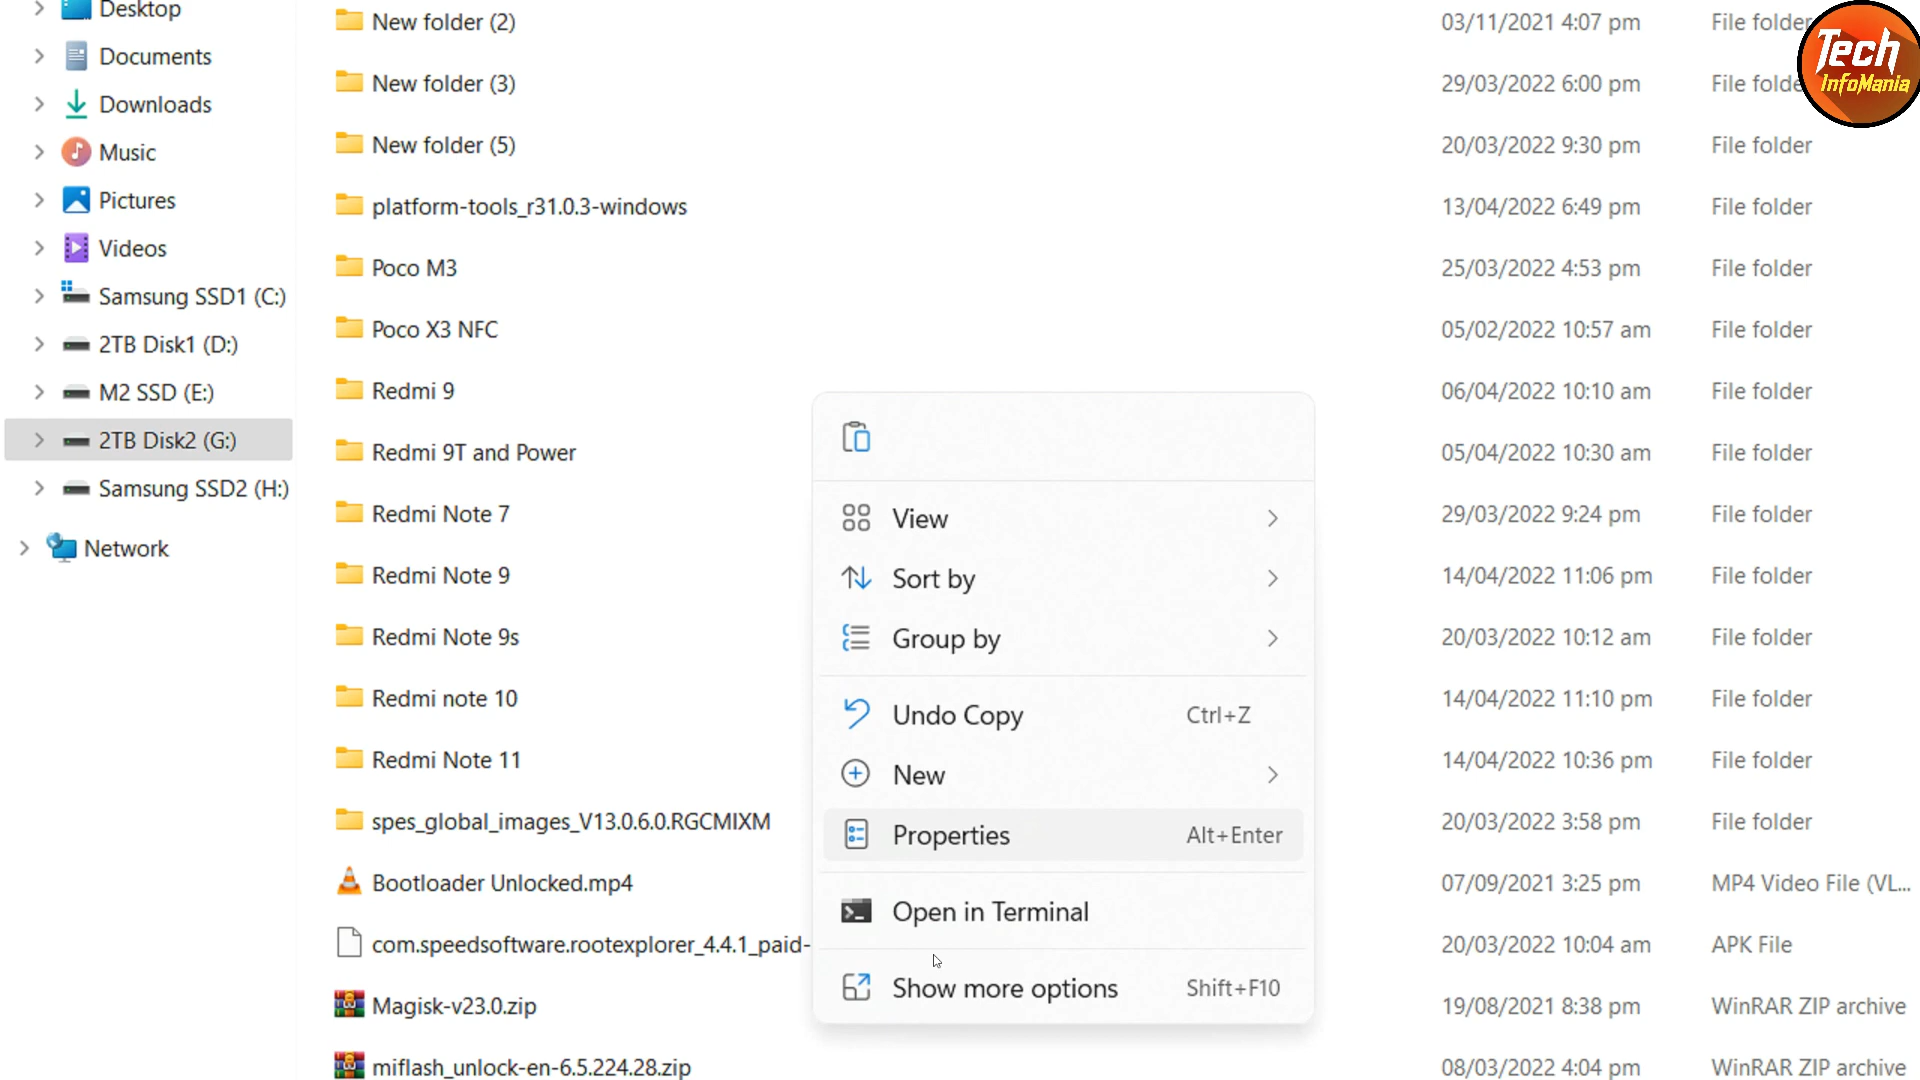 Desktop
Documents
Downloads
Music
Pictures
Videos
Samsung SSD1 (C:)
2TB Disk1 (D:)
M2 SSD (E:)
2TB Disk2 (G:)
Samsung SSD2 (H:)
Network
New folder (2) 03/11/2021 4:07 pm File folder
New folder (3) 29/03/2022 6:00 pm File folde
New folder (5) 20/03/2022 9:30 pm File folder
platform-tools_r31.0.3-windows 13/04/2022 6:49 pm File folder
Poco M3 25/03/2022 4:53 pm File folder
Poco X3 NFC 05/02/2022 10:57 am File folder
Redmi 9 06/04/2022 10:10 am File folder
Redmi 9T and Power 05/04/2022 10:30 am File folder
Redmi Note 7 29/03/2022 9:24 pm File folder
Redmi Note 9 14/04/2022 11:06 pm File folder
Redmi Note 9s 20/03/2022 10:12 am File folder
Redmi note 10 14/04/2022 11:10 pm File folder
Redmi Note 11 14/04/2022 10:36 pm File folder
spes_global_images_V13.0.6.0.RGCMIXM 20/03/2022 3:58 pm File folder
Bootloader Unlocked.mp4 07/09/2021 3:25 pm MP4 Video File (VL...
com.speedsoftware.rootexplorer_4.4.1_paid- 20/03/2022 10:04 am APK File
Magisk-v23.0.zip 19/08/2021 8:38 pm WinRAR ZIP archive
miflash_unlock-en-6.5.224.28.zip 08/03/2022 4:04 pm WinRAR ZIP archive
View
Sort by
Group by
Undo Copy Ctrl+Z
New
Properties Alt+Enter
Open in Terminal
Show more options Shift+F10
Tech
InfoMania